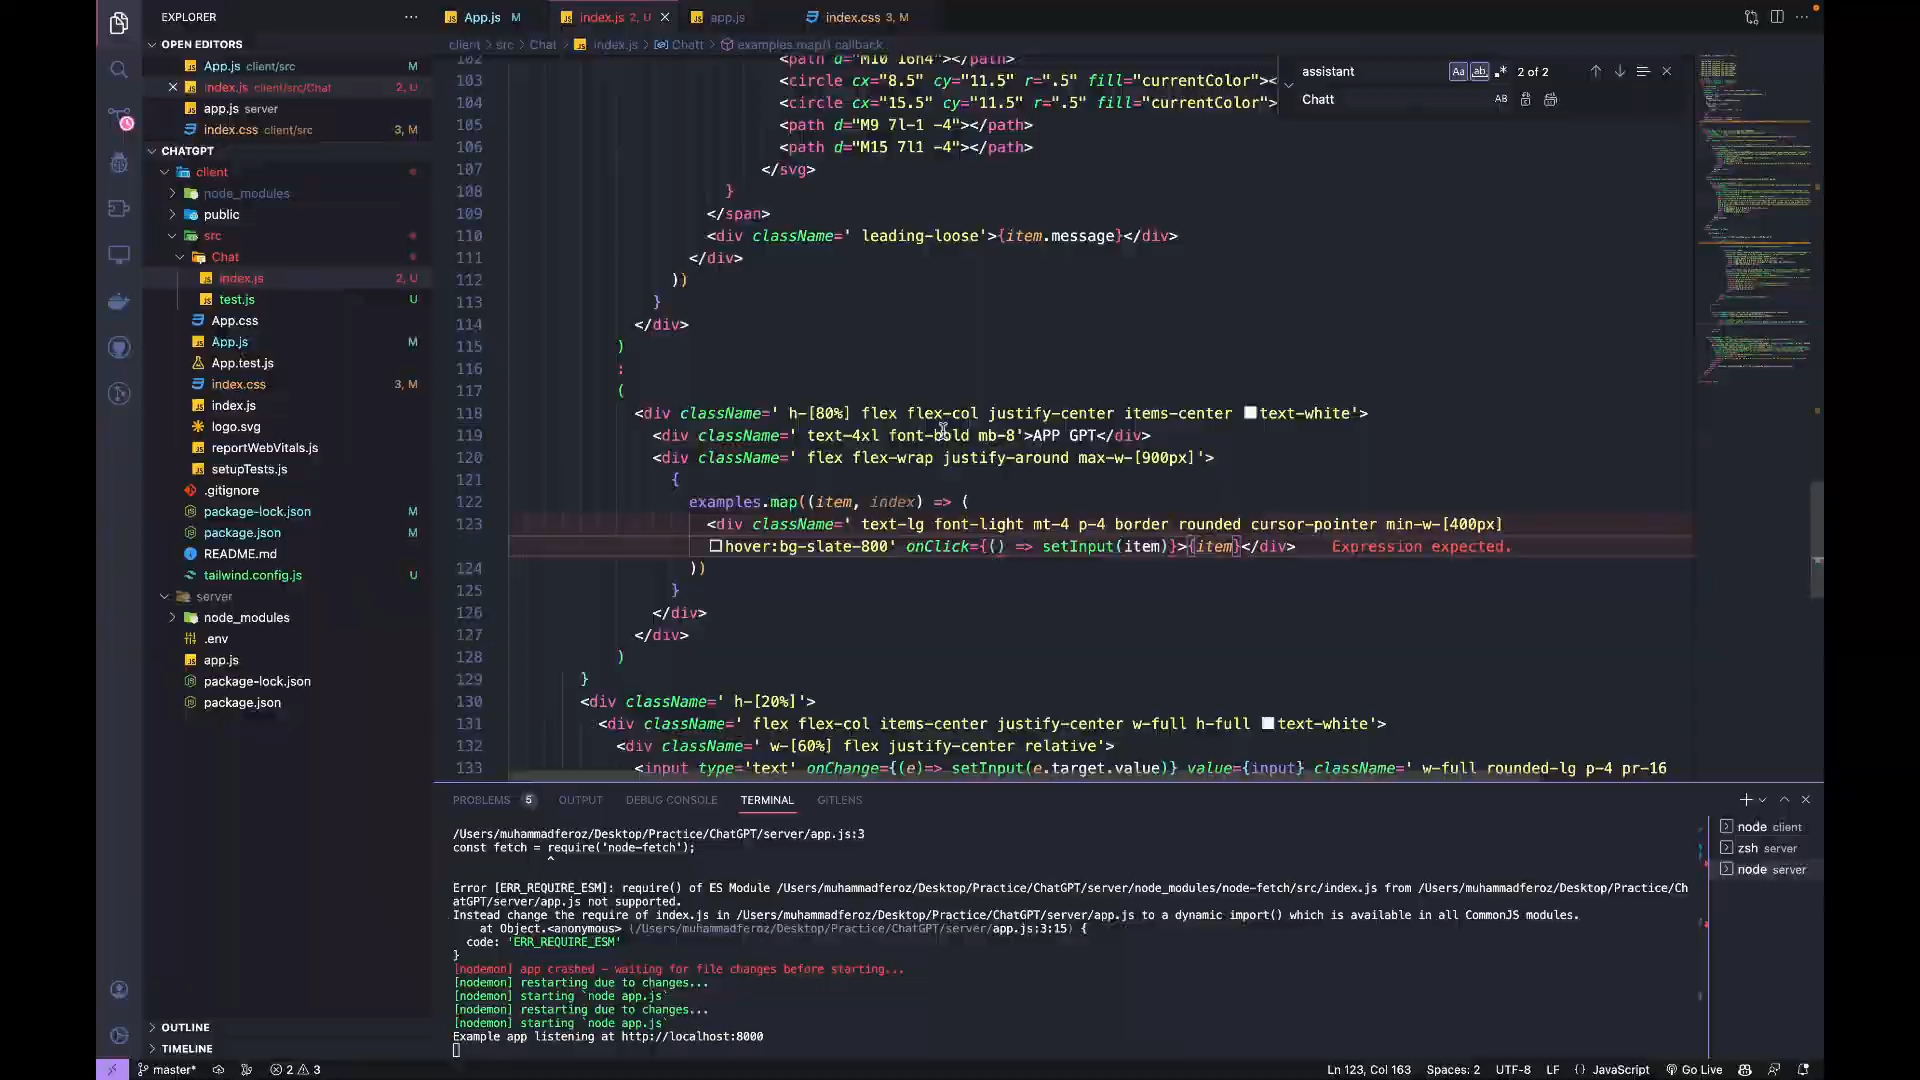 EXPLORER
OPEN EDITORS
App.js client/src M
index.js client/src/Chat 2, U
app.js server
index.css client/src 3, M
CHATGPT
client
node_modules
public
src
Chat
index.js 2, U
test.js U
App.css
App.js M
App.test.js
index.css 3, M
index.js
logo.svg
reportWebVitals.js
setupTests.js
.gitignore
package-lock.json M
package.json M
README.md
tailwind.config.js U
server
node_modules
.env
app.js
package-lock.json
package.json
OUTLINE
TIMELINE
App.js M
index.js 2, U
app.js
index.css 3, M
client > src > Chat > index.js > Chatt > examples.map() callback
assistant
Aa ab 2 of 2
Chatt
AB
102 <path d="M10 16h4"></path>
103 <circle cx="8.5" cy="11.5" r=".5" fill="currentColor"><
104 <circle cx="15.5" cy="11.5" r=".5" fill="currentColor">
105 <path d="M9 7l-1 -4"></path>
106 <path d="M15 7l1 -4"></path>
107 </svg>
108 }
109 </span>
110 <div className=' leading-loose'>{item.message}</div>
111 </div>
112 ))
113 }
114 </div>
115 )
116 :
117 (
118 <div className=' h-[80%] flex flex-col justify-center items-center text-white'>
119 <div className=' text-4xl font-bold mb-8'>APP GPT</div>
120 <div className=' flex flex-wrap justify-around max-w-[900px]'>
121 {
122 examples.map((item, index) => (
123 <div className=' text-lg font-light mt-4 p-4 border rounded cursor-pointer min-w-[400px]
hover:bg-slate-800' onClick={() => setInput(item)}>{item}</div> Expression expected.
124 ))
125 }
126 </div>
127 </div>
128 )
129 }
130 <div className=' h-[20%]'>
131 <div className=' flex flex-col items-center justify-center w-full h-full text-white'>
132 <div className=' w-[60%] flex justify-center relative'>
133 <input type='text' onChange={(e)=> setInput(e.target.value)} value={input} className=' w-full rounded-lg p-4 pr-16
PROBLEMS 5 OUTPUT DEBUG CONSOLE TERMINAL GITLENS
/Users/muhammadferoz/Desktop/Practice/ChatGPT/server/app.js:3
const fetch = require('node-fetch');
^
Error [ERR_REQUIRE_ESM]: require() of ES Module /Users/muhammadferoz/Desktop/Practice/ChatGPT/server/node_modules/node-fetch/src/index.js from /Users/muhammadferoz/Desktop/Practice/Ch
atGPT/server/app.js not supported.
Instead change the require of index.js in /Users/muhammadferoz/Desktop/Practice/ChatGPT/server/app.js to a dynamic import() which is available in all CommonJS modules.
at Object.<anonymous> (/Users/muhammadferoz/Desktop/Practice/ChatGPT/server/app.js:3:15) {
code: 'ERR_REQUIRE_ESM'
}
[nodemon] app crashed - waiting for file changes before starting...
[nodemon] restarting due to changes...
[nodemon] starting `node app.js`
[nodemon] restarting due to changes...
[nodemon] starting `node app.js`
Example app listening at http://localhost:8000
node client
zsh server
node server
master* 2 3
Ln 123, Col 163 Spaces: 2 UTF-8 LF {} JavaScript Go Live